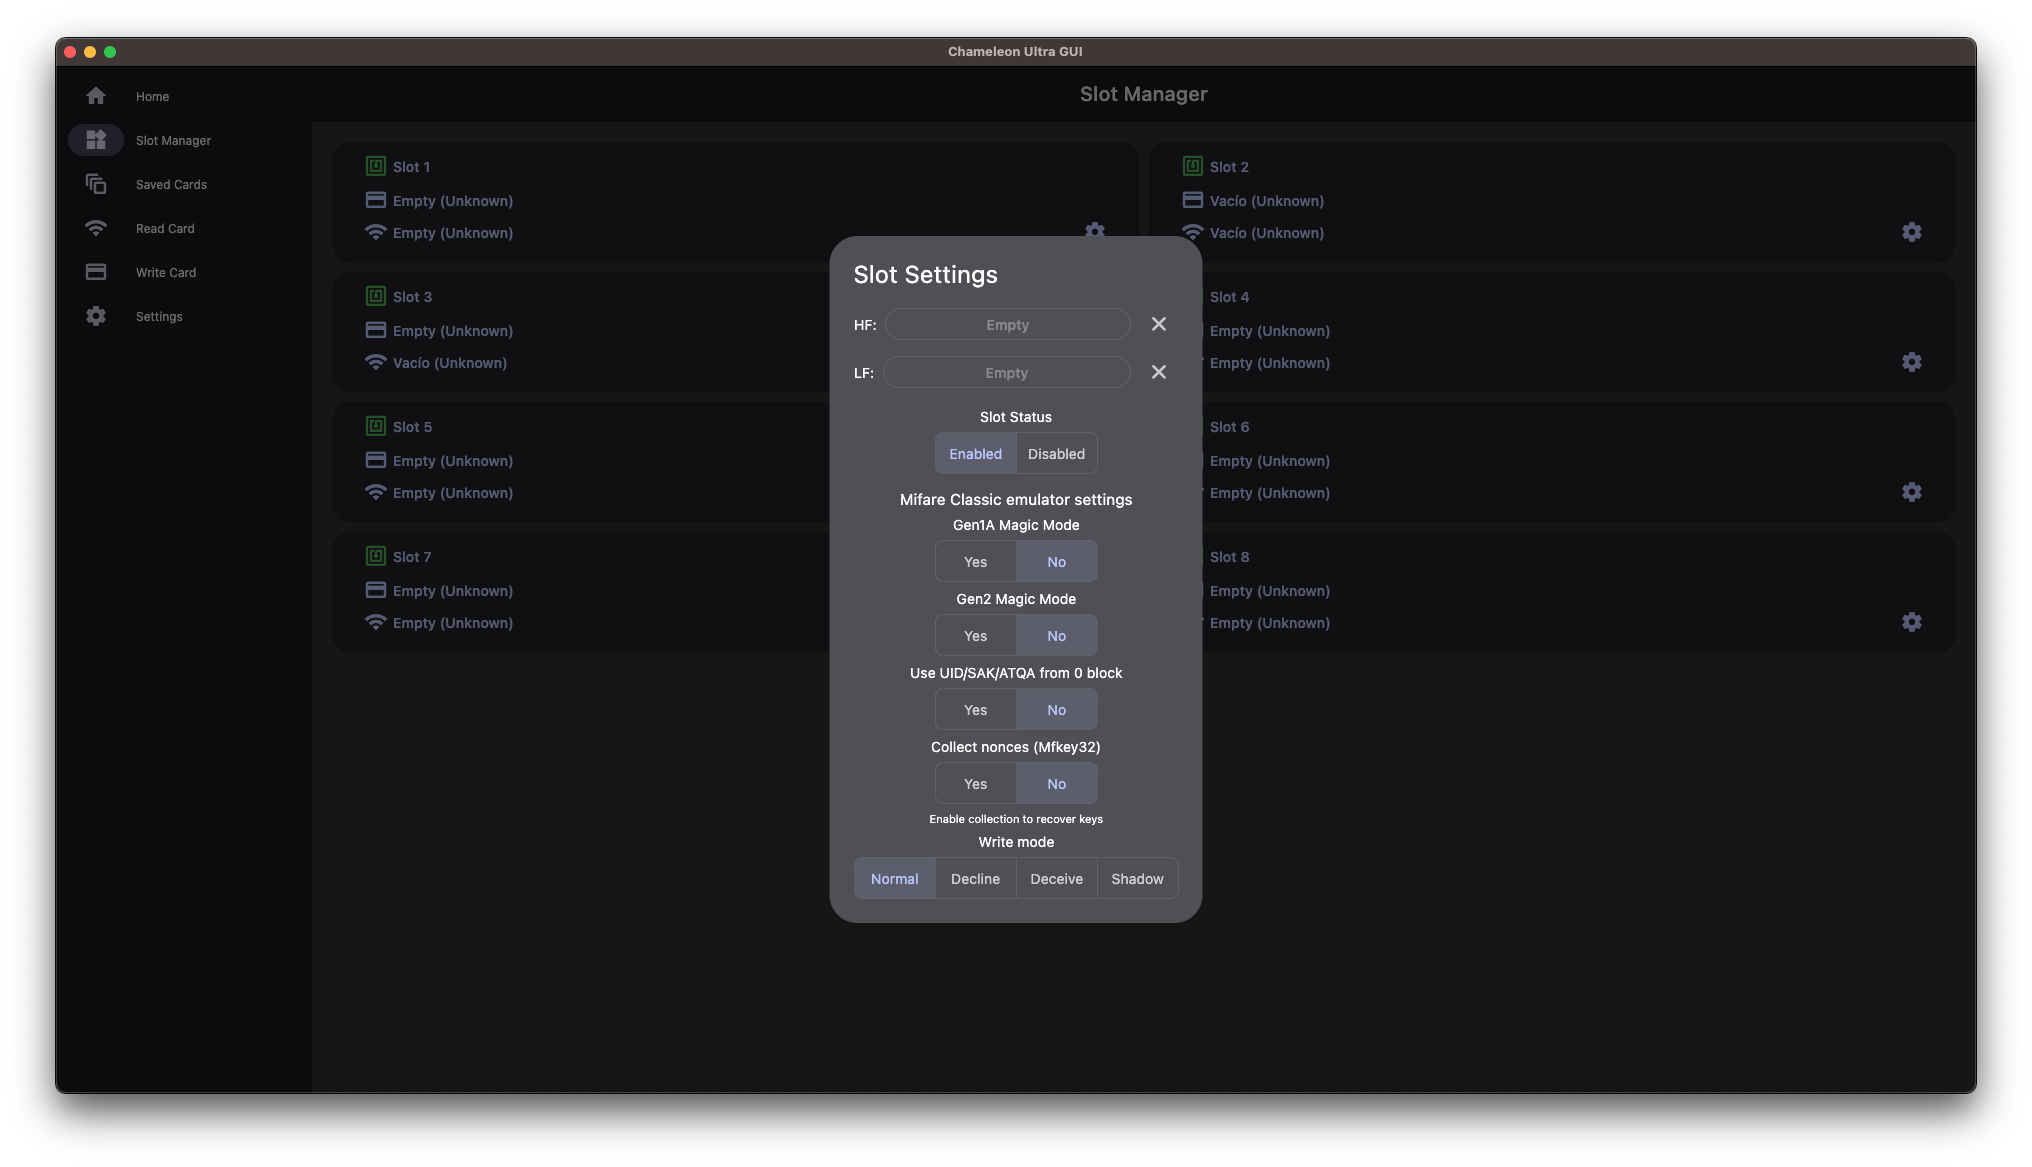 Chameleon Ultra GUI
Home
Slot Manager
Saved Cards
Read Card
Write Card
Settings
Slot Manager
Slot 1
Empty (Unknown)
Empty (Unknown)
Slot 2
Vacío (Unknown)
Vacío (Unknown)
Slot 3
Empty (Unknown)
Vacío (Unknown)
Slot 4
Empty (Unknown)
Empty (Unknown)
Slot 5
Empty (Unknown)
Empty (Unknown)
Slot 6
Empty (Unknown)
Empty (Unknown)
Slot 7
Empty (Unknown)
Empty (Unknown)
Slot 8
Empty (Unknown)
Empty (Unknown)
Slot Settings
HF: Empty
LF: Empty
Slot Status
Enabled Disabled
Mifare Classic emulator settings
Gen1A Magic Mode
Yes No
Gen2 Magic Mode
Yes No
Use UID/SAK/ATQA from 0 block
Yes No
Collect nonces (Mfkey32)
Yes No
Enable collection to recover keys
Write mode
Normal Decline Deceive Shadow